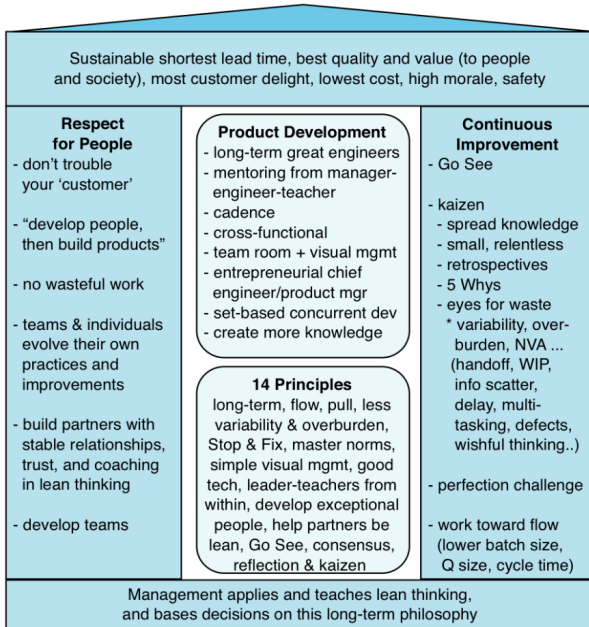 Sustainable shortest lead time, best quality and value (to people
and society), most customer delight, lowest cost, high morale, safety
Respect
for People
- don't trouble
your ‘customer’
- “develop people,
then build products”
- no wasteful work
- teams & individuals
evolve their own
practices and
improvements
- build partners with
stable relationships,
trust, and coaching
in lean thinking
- develop teams
Product Development
- long-term great engineers
- mentoring from manager-
engineer-teacher
- cadence
- cross-functional
- team room + visual mgmt
- entrepreneurial chief
engineer/product mgr
- set-based concurrent dev
- create more knowledge
14 Principles
long-term, flow, pull, less
variability & overburden,
Stop & Fix, master norms,
simple visual mgmt, good
tech, leader-teachers from
within, develop exceptional
people, help partners be
lean, Go See, consensus,
reflection & kaizen
Continuous
Improvement
- Go See
- kaizen
- spread knowledge
- small, relentless
- retrospectives
- 5 Whys
- eyes for waste
* variability, over-
burden, NVA ...
(handoff, WIP,
info scatter,
delay, multi-
tasking, defects,
wishful thinking..)
- perfection challenge
- work toward flow
(lower batch size,
Q size, cycle time)
Management applies and teaches lean thinking,
and bases decisions on this long-term philosophy